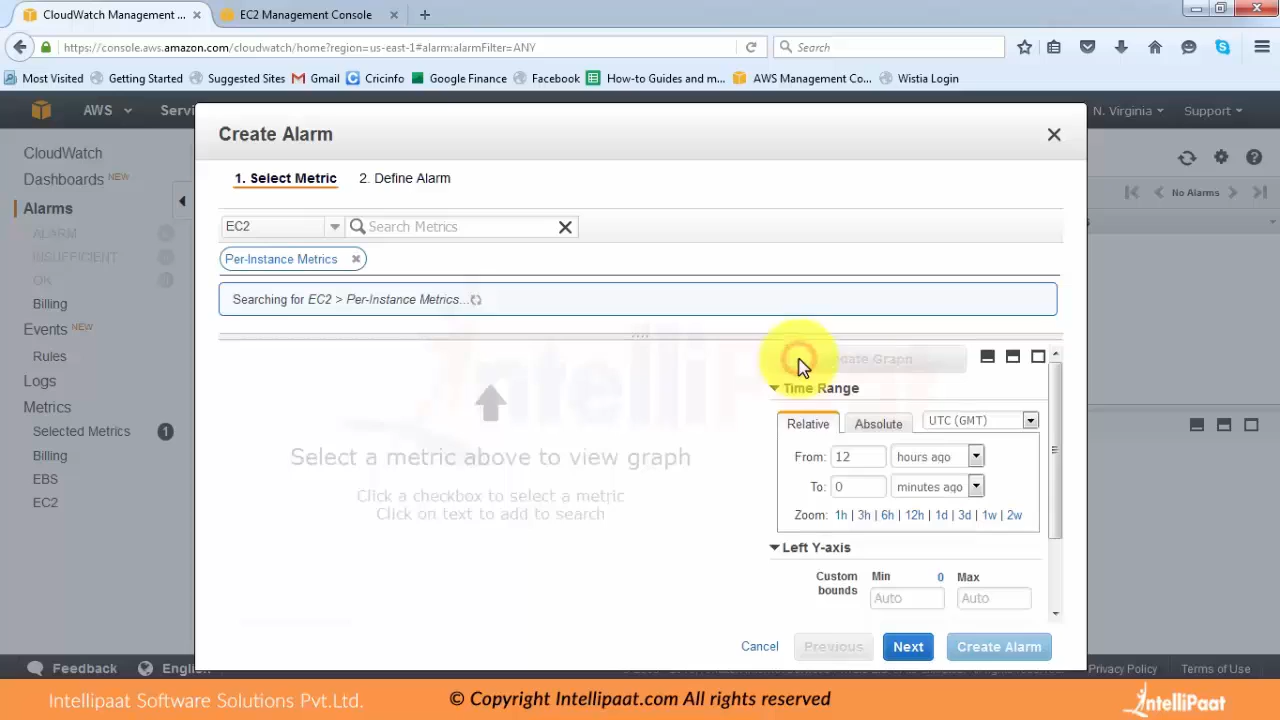 CloudWatch Management ...
EC2 Management Console
https://console.aws.amazon.com/cloudwatch/home?region=us-east-1#alarm:alarmFilter=ANY
Search
Most Visited
Getting Started
Suggested Sites
Gmail
Cricinfo
Google Finance
Facebook
How-to Guides and m...
AWS Management Co...
Wistia Login
AWS
Servi
N. Virginia
Support
CloudWatch
Dashboards NEW
Alarms
ALARM
INSUFFICIENT
OK
Billing
Events NEW
Rules
Logs
Metrics
Selected Metrics 1
Billing
EBS
EC2
No Alarms
Create Alarm
1. Select Metric
2. Define Alarm
EC2
Search Metrics
Per-Instance Metrics
Searching for EC2 > Per-Instance Metrics...
Select a metric above to view graph
Click a checkbox to select a metric
Click on text to add to search
Graph
Time Range
Relative
Absolute
UTC (GMT)
From: 12 hours ago
To: 0 minutes ago
Zoom: 1h | 3h | 6h | 12h | 1d | 3d | 1w | 2w
Left Y-axis
Custom bounds
Min
0
Max
Auto
Auto
Cancel
Previous
Next
Create Alarm
Feedback
Engli
Privacy Policy
Terms of Use
IntelliPaat
Intellipaat Software Solutions Pvt.Ltd.
© Copyright Intellipaat.com All rights reserved
IntelliPaat